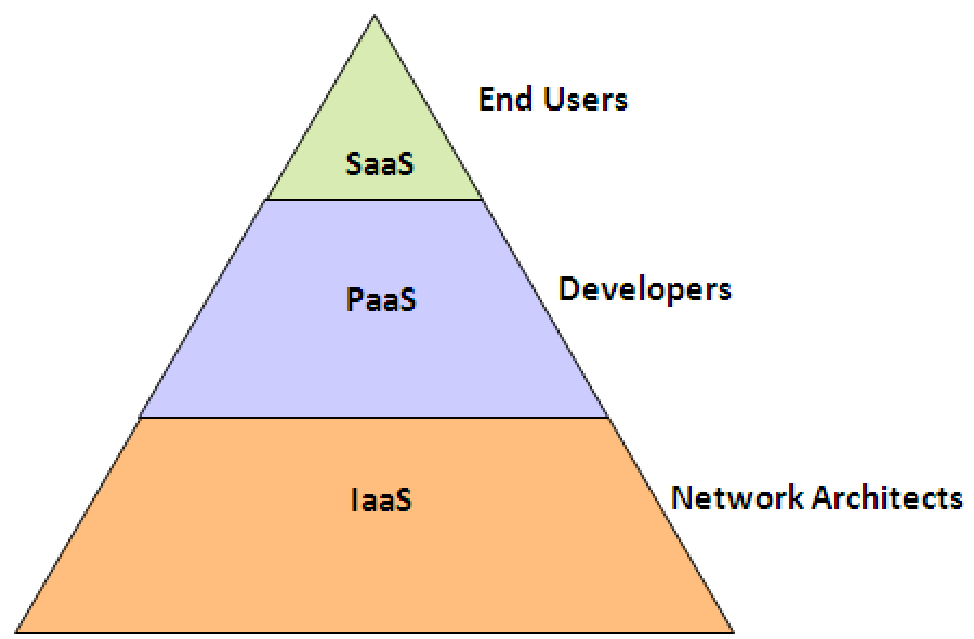 End Users
SaaS
PaaS
Developers
IaaS
Network Architects